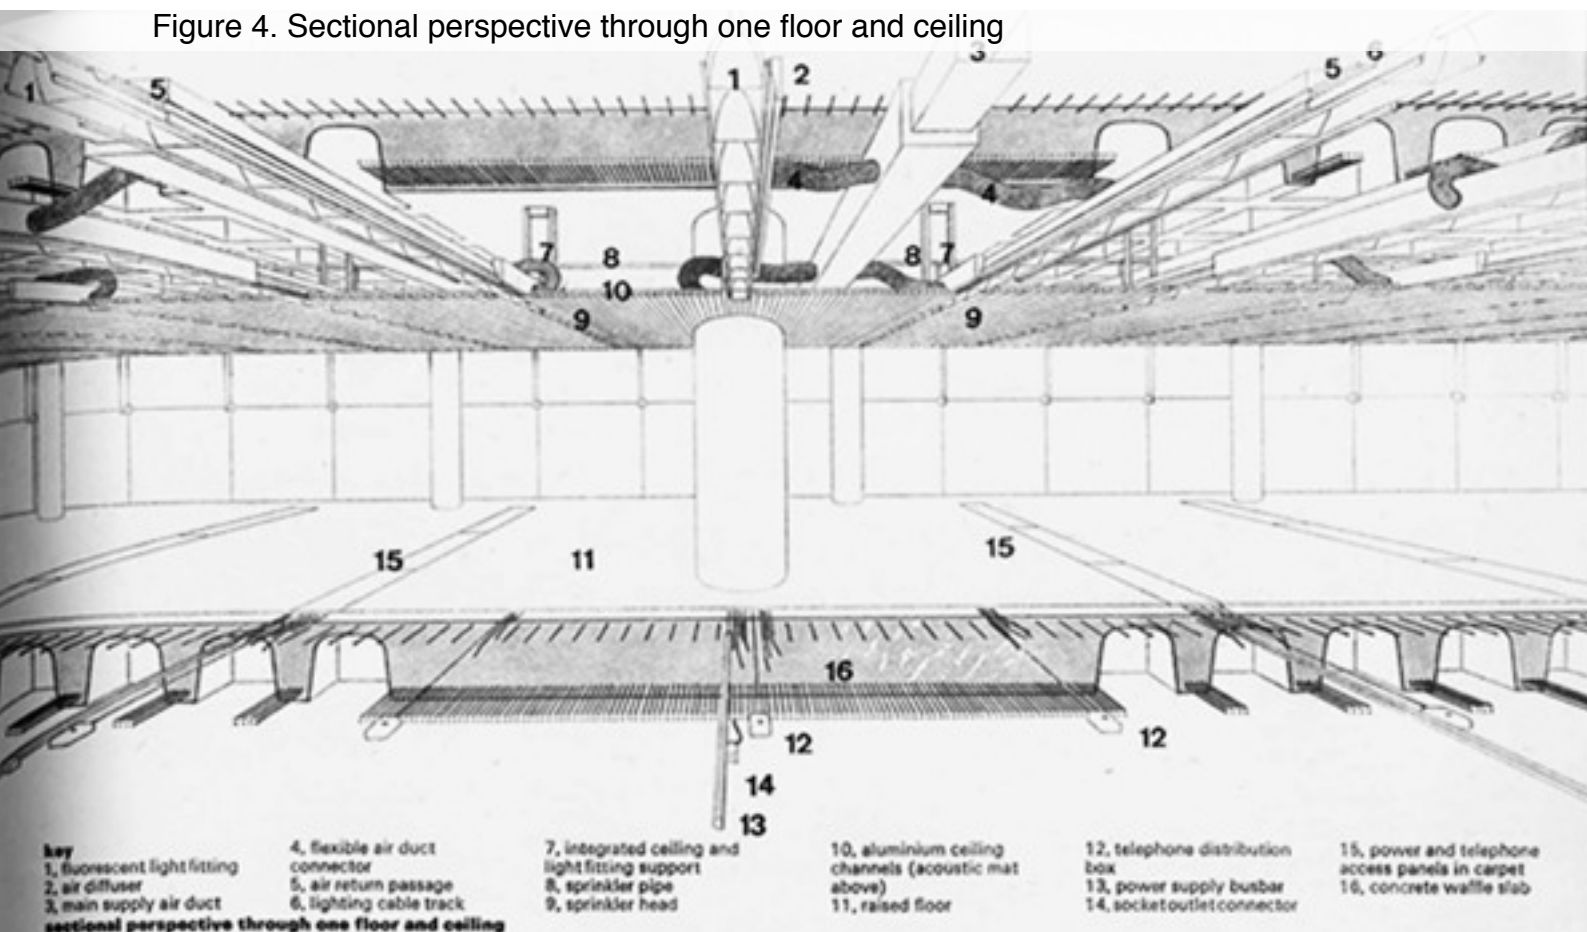 Figure 4. Sectional perspective through one floor and ceiling
3
6
1
2
5
5
1
4
4
7
8
8
7
10
9
9
15
11
15
16
12
12
14
13
key
1, fluorescent light fitting
2, air diffuser
3, main supply air duct
4, flexible air duct
connector
5, air return passage
6, lighting cable track
7, integrated ceiling and
light fitting support
8, sprinkler pipe
9, sprinkler head
10, aluminium ceiling
channels (acoustic mat
above)
11, raised floor
12, telephone distribution
box
13, power supply busbar
14, socket outlet connector
15, power and telephone
access panels in carpet
16, concrete waffle slab
sectional perspective through one floor and ceiling